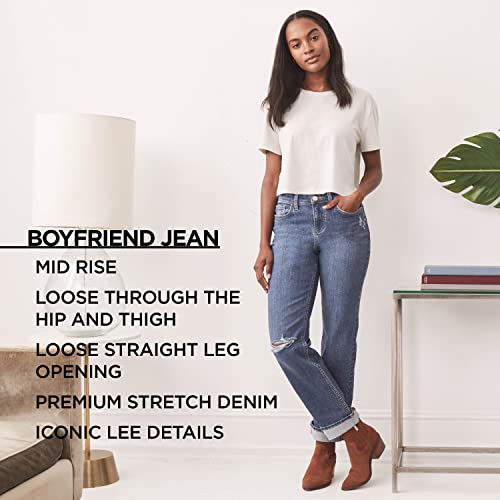 BOYFRIEND JEAN
MID RISE
LOOSE THROUGH THE
HIP AND THIGH
LOOSE STRAIGHT LEG
OPENING
PREMIUM STRETCH DENIM
ICONIC LEE DETAILS